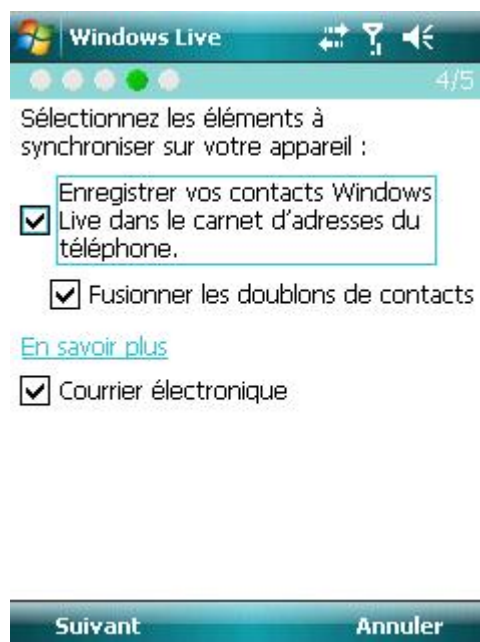 Windows Live
4/5
Sélectionnez les éléments à
synchroniser sur votre appareil :
Enregistrer vos contacts Windows
Live dans le carnet d'adresses du
téléphone.
Fusionner les doublons de contacts
En savoir plus
Courrier électronique
Suivant Annuler